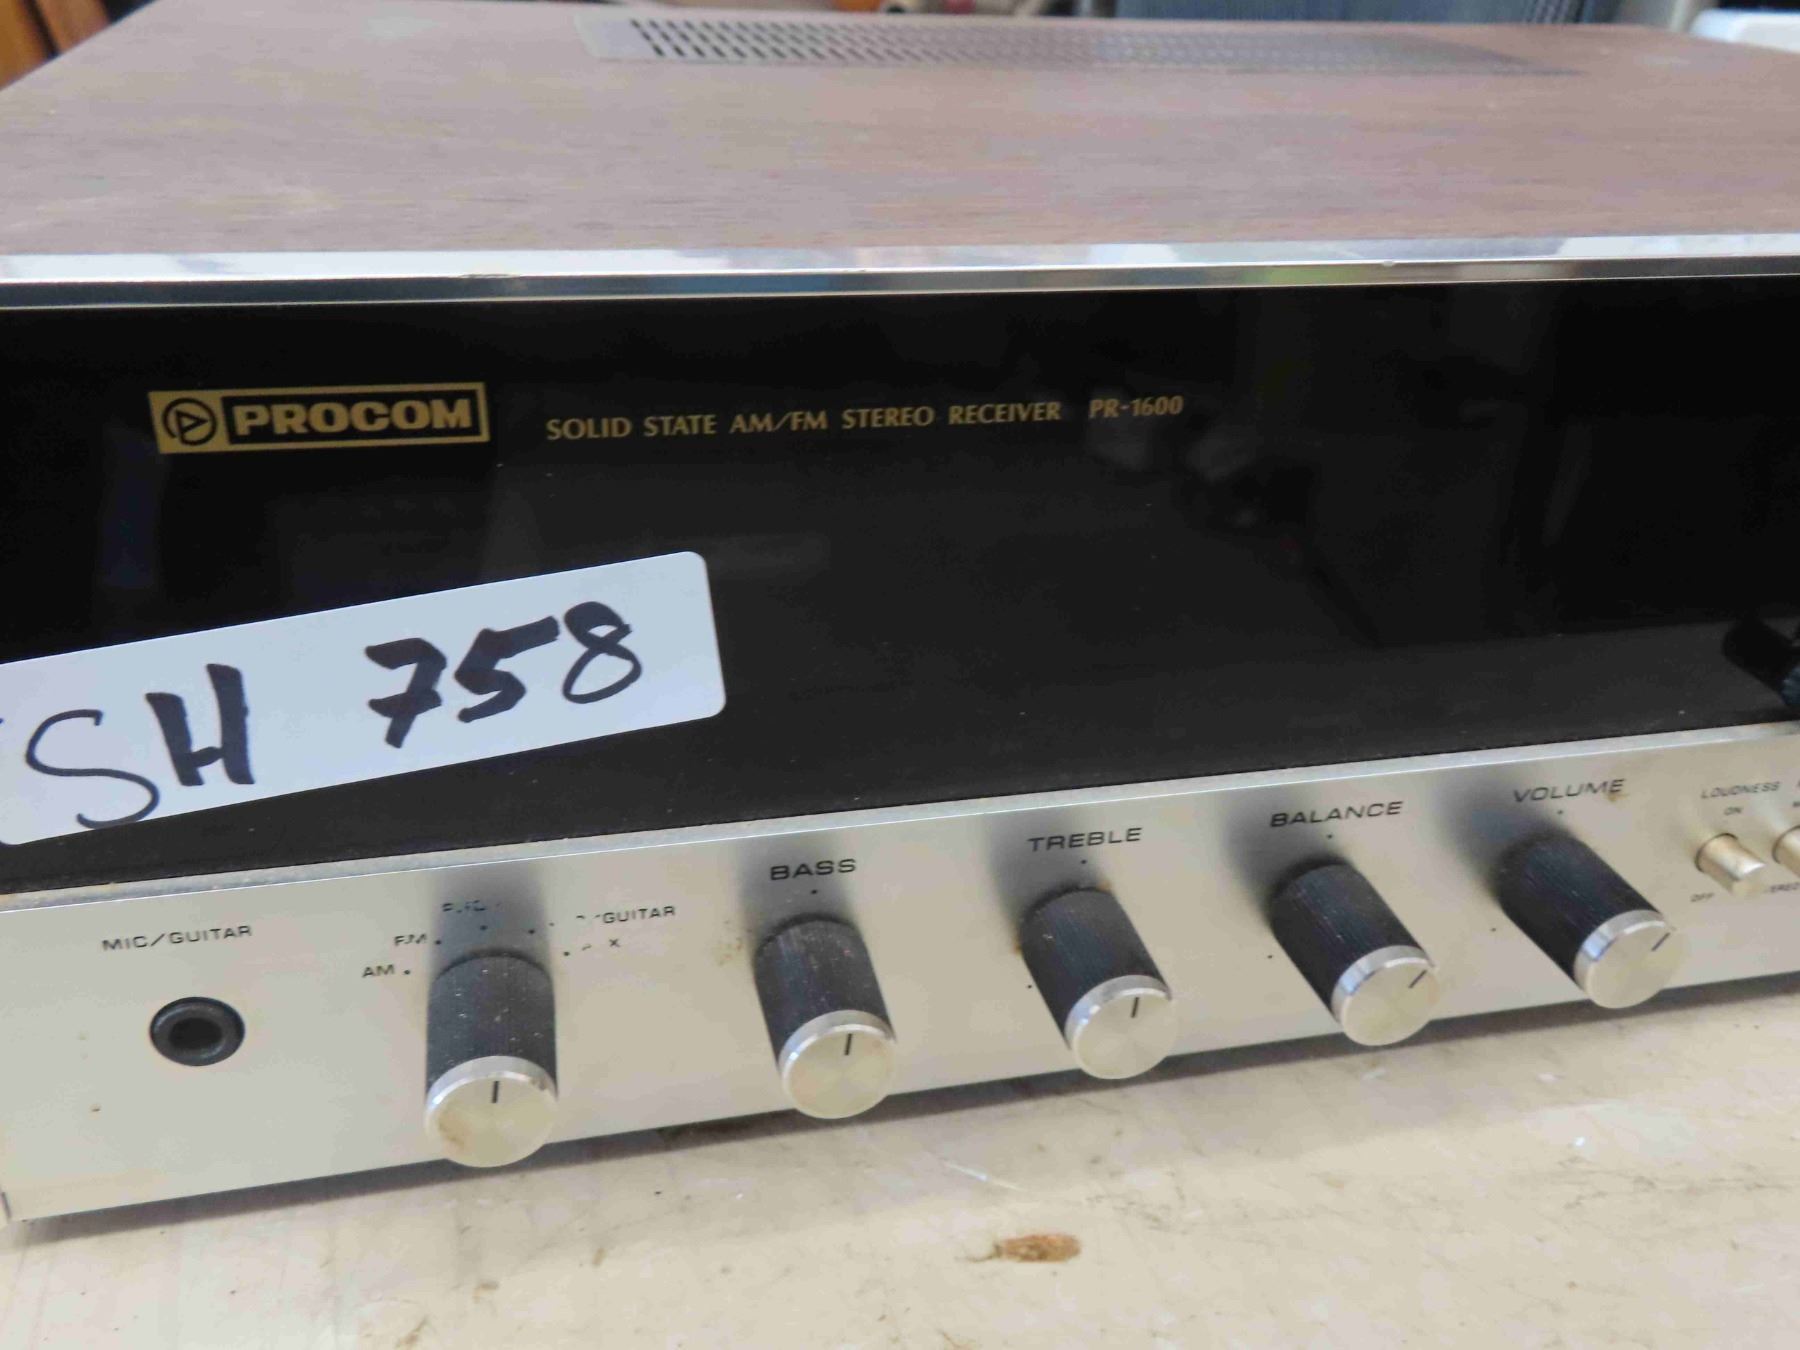 PROCOM
SOLID STATE AM/FM STEREO RECEIVER PR-1600
SH 758
VOLUME
LOUDNESS
ON
OFF
BALANCE
TREBLE
BASS
GUITAR
MIC/GUITAR
FM
AM